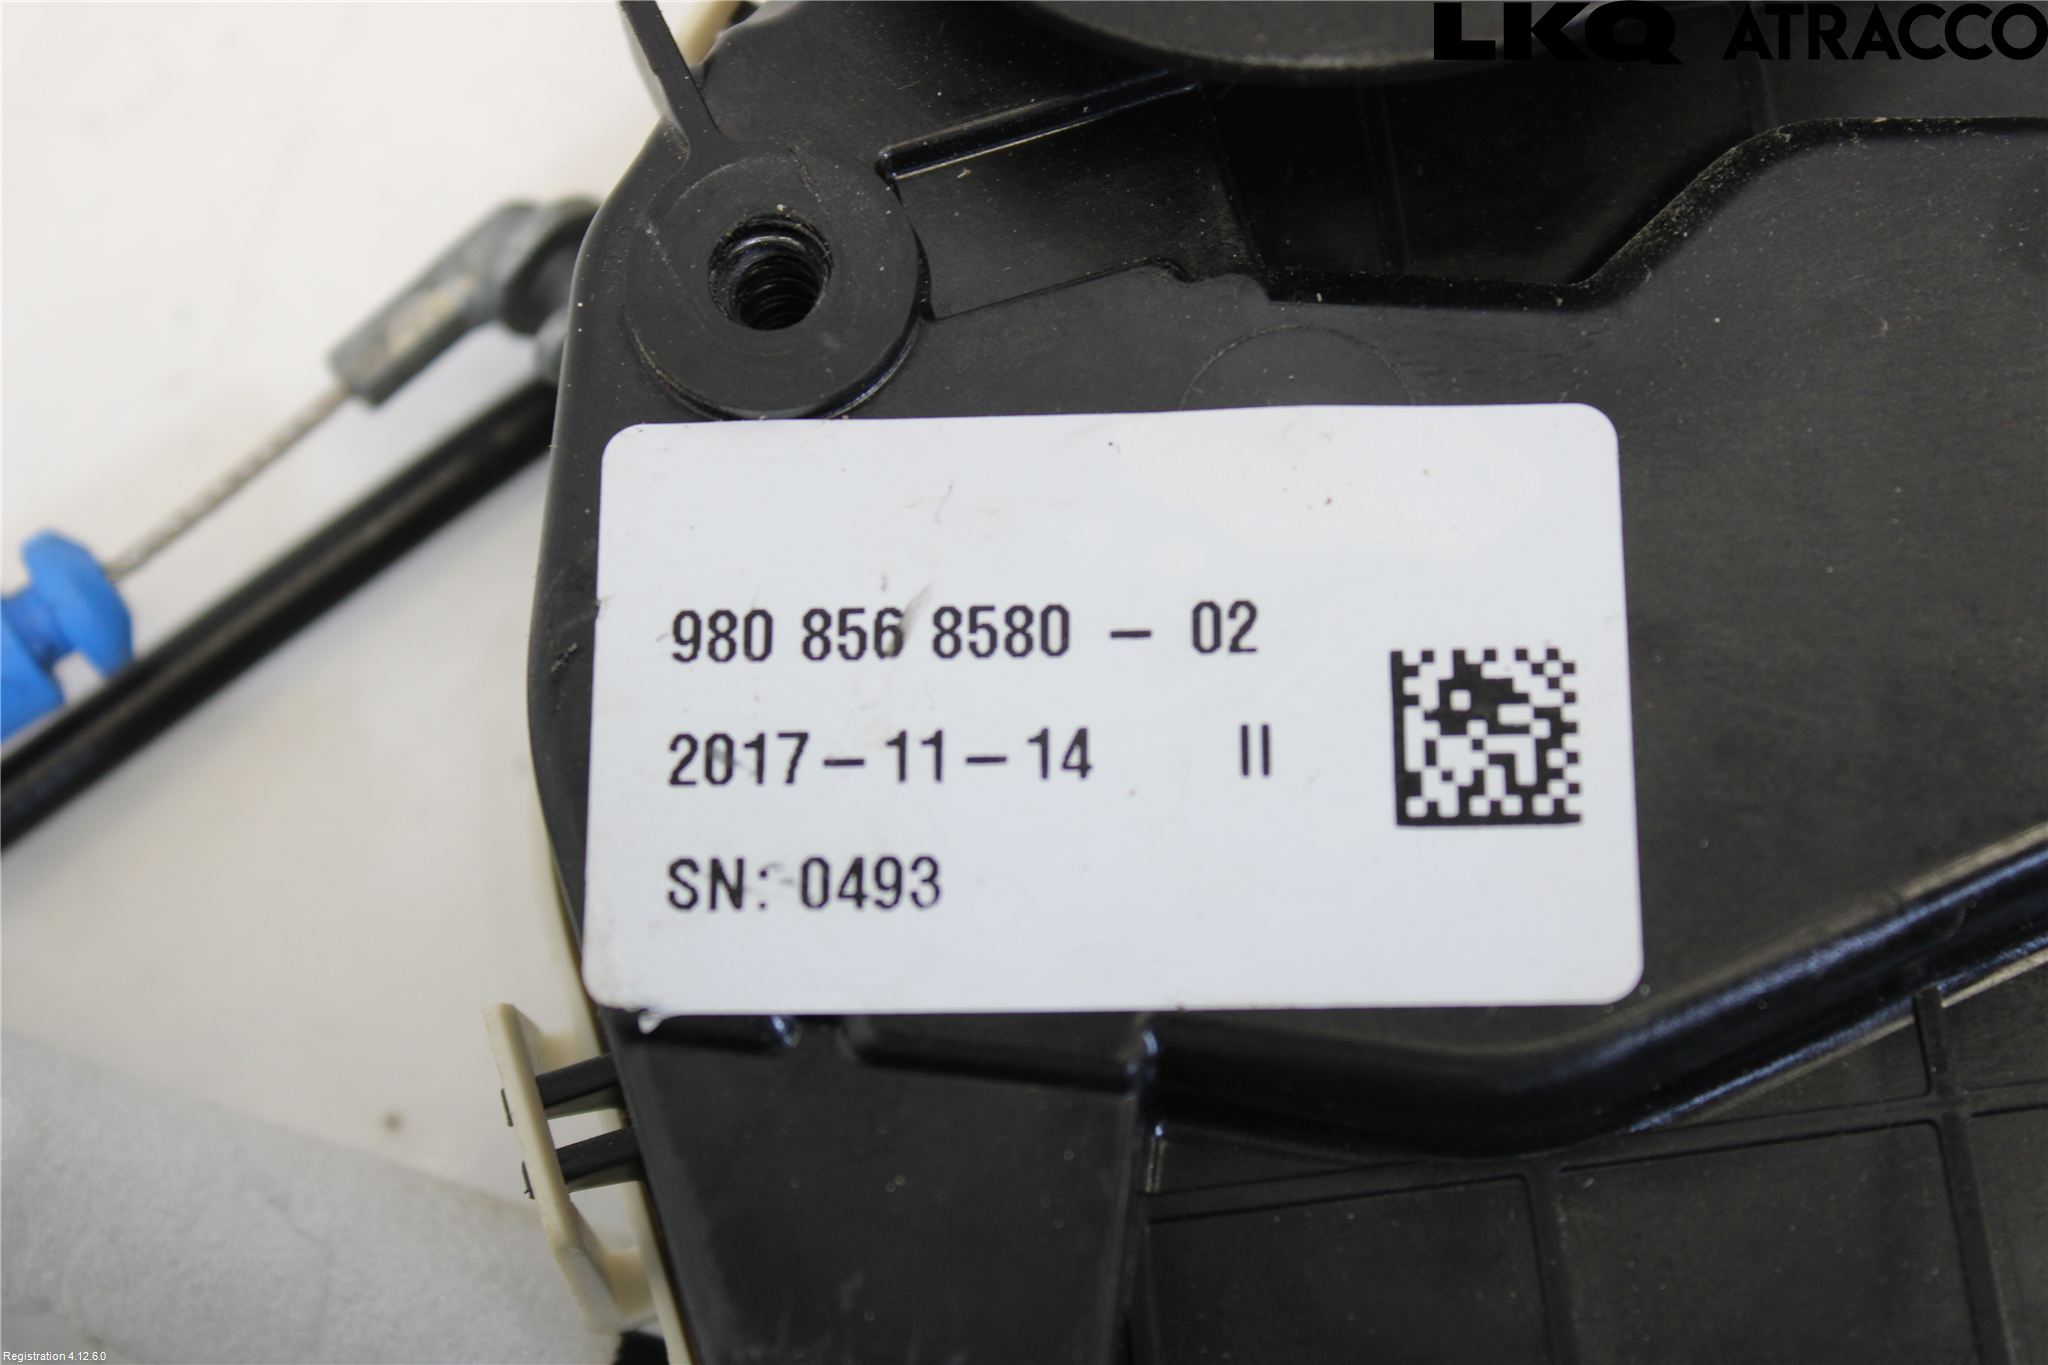 LKQ ATRACCO
980 856 8580 - 02
2017-11-14 II
SN: 0493
Registration 4.12.6.0